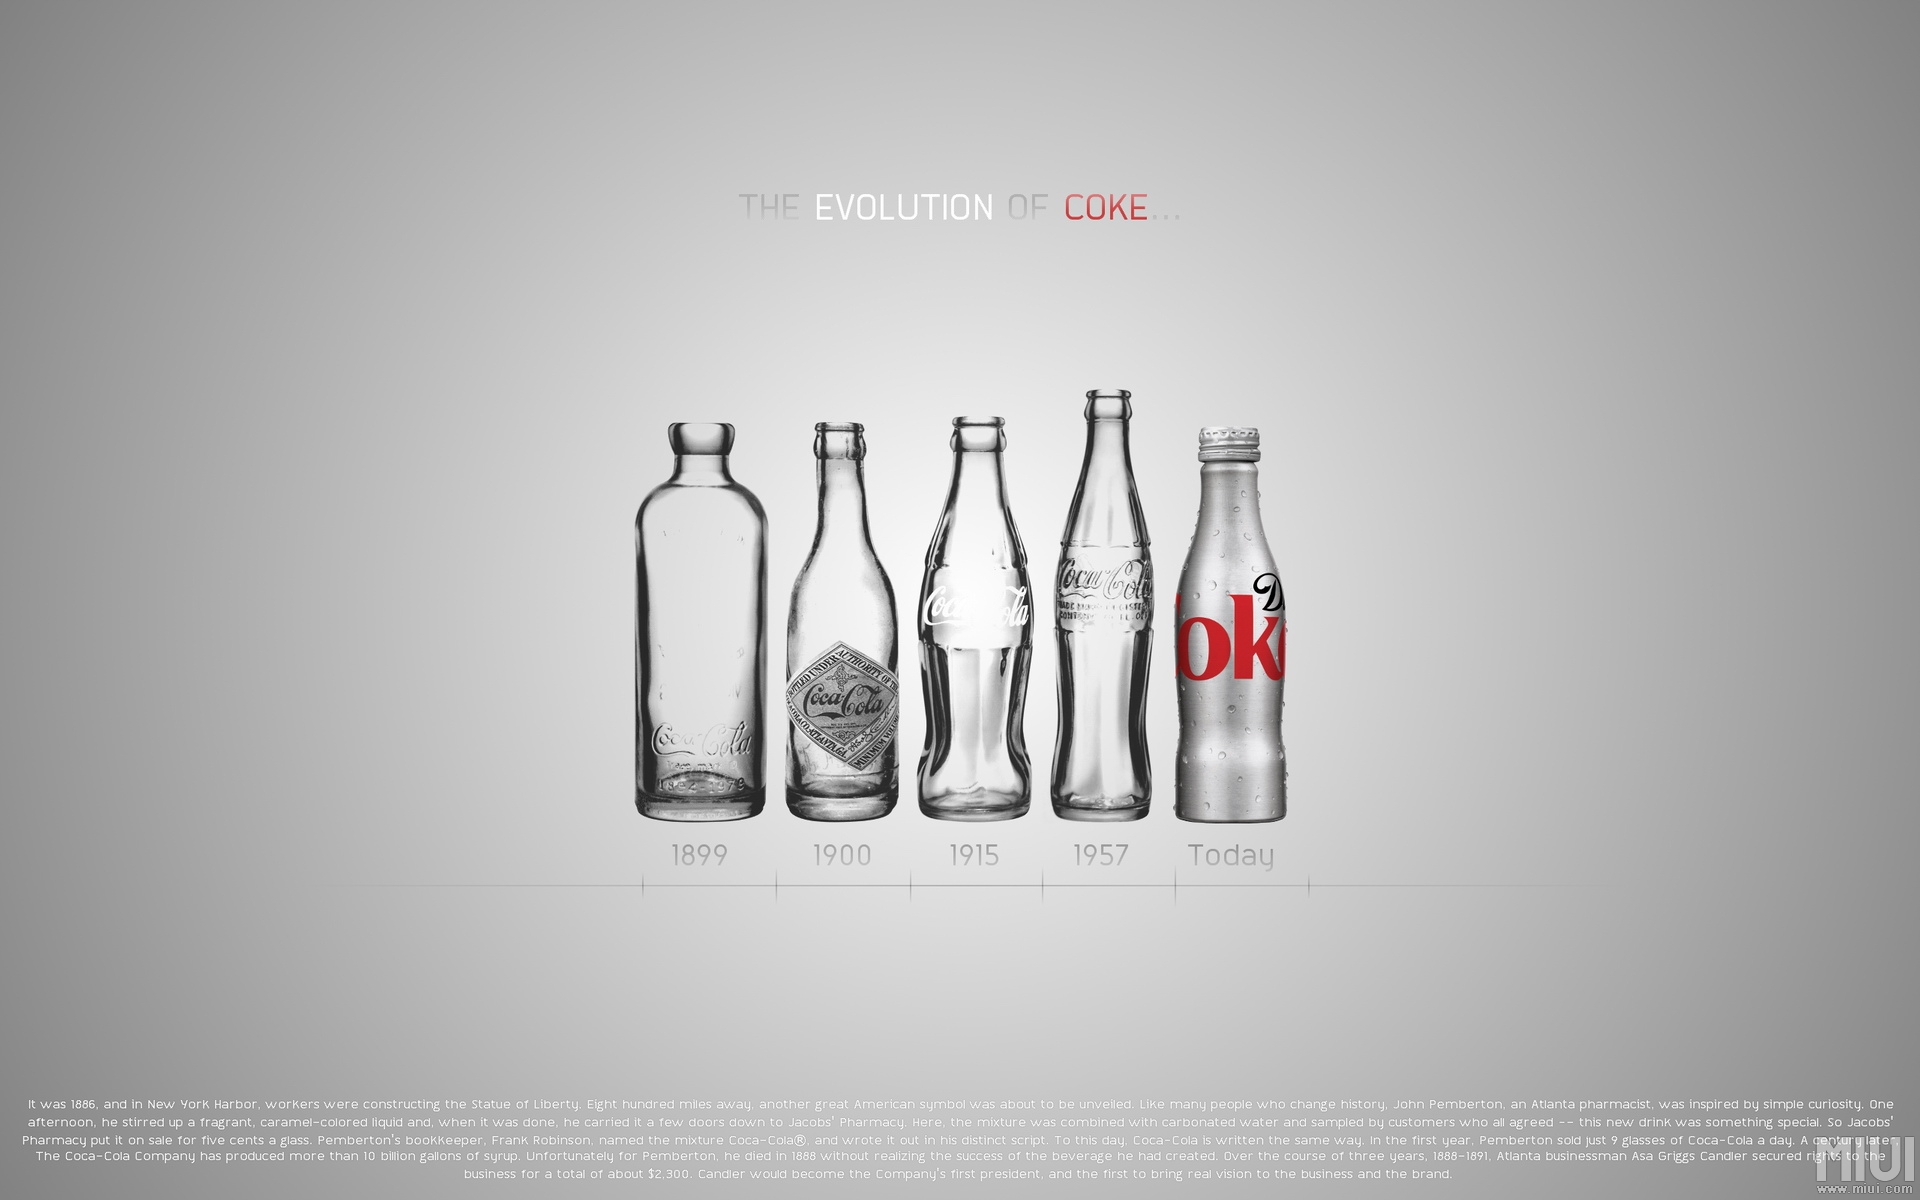 THE EVOLUTION OF COKE...
Coca-Cola
1894-1979
BOTTLED UNDER AUTHORITY OF THE
Coca-Cola
MINIMUM
Coca-Cola
Coca-Cola
TRADE MARK REGISTERED
D
oke
1899 1900 1915 1957 Today
It was 1886, and in New York Harbor, workers were constructing the Statue of Liberty. Eight hundred miles away, another great American symbol was about to be unveiled. Like many people who change history, John Pemberton, an Atlanta pharmacist, was inspired by simple curiosity. One
afternoon, he stirred up a fragrant, caramel-colored liquid and, when it was done, he carried it a few doors down to Jacobs' Pharmacy. Here, the mixture was combined with carbonated water and sampled by customers who all agreed -- this new drink was something special. So Jacobs'
Pharmacy put it on sale for five cents a glass. Pemberton's bookkeeper, Frank Robinson, named the mixture Coca-Cola®, and wrote it out in his distinct script. To this day, Coca-Cola is written the same way. In the first year, Pemberton sold just 9 glasses of Coca-Cola a day. A century later,
The Coca-Cola Company has produced more than 10 billion gallons of syrup. Unfortunately for Pemberton, he died in 1888 without realizing the success of the beverage he had created. Over the course of three years, 1888-1891, Atlanta businessman Asa Griggs Candler secured rights to the
business for a total of about $2,300. Candler would become the Company's first president, and the first to bring real vision to the business and the brand.
MIUI
www.miui.com